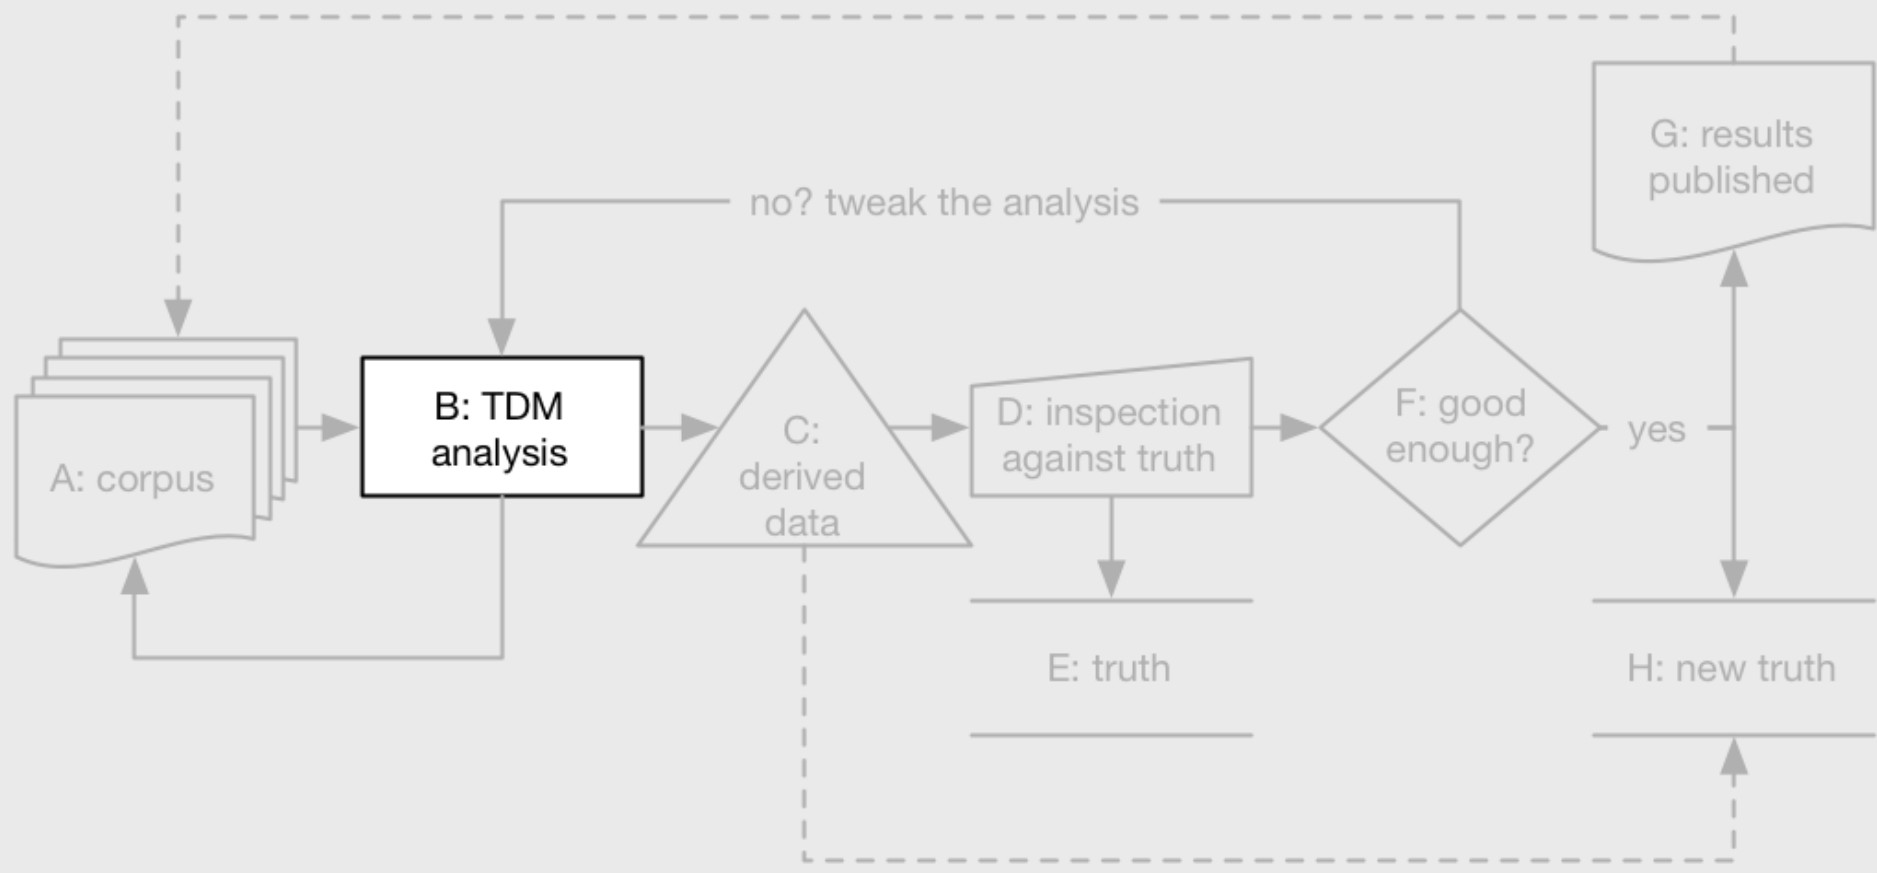 G: results
published
no? tweak the analysis
A: corpus
B: TDM
analysis
C:
derived
data
D: inspection
against truth
F: good
enough?
yes
E: truth
H: new truth